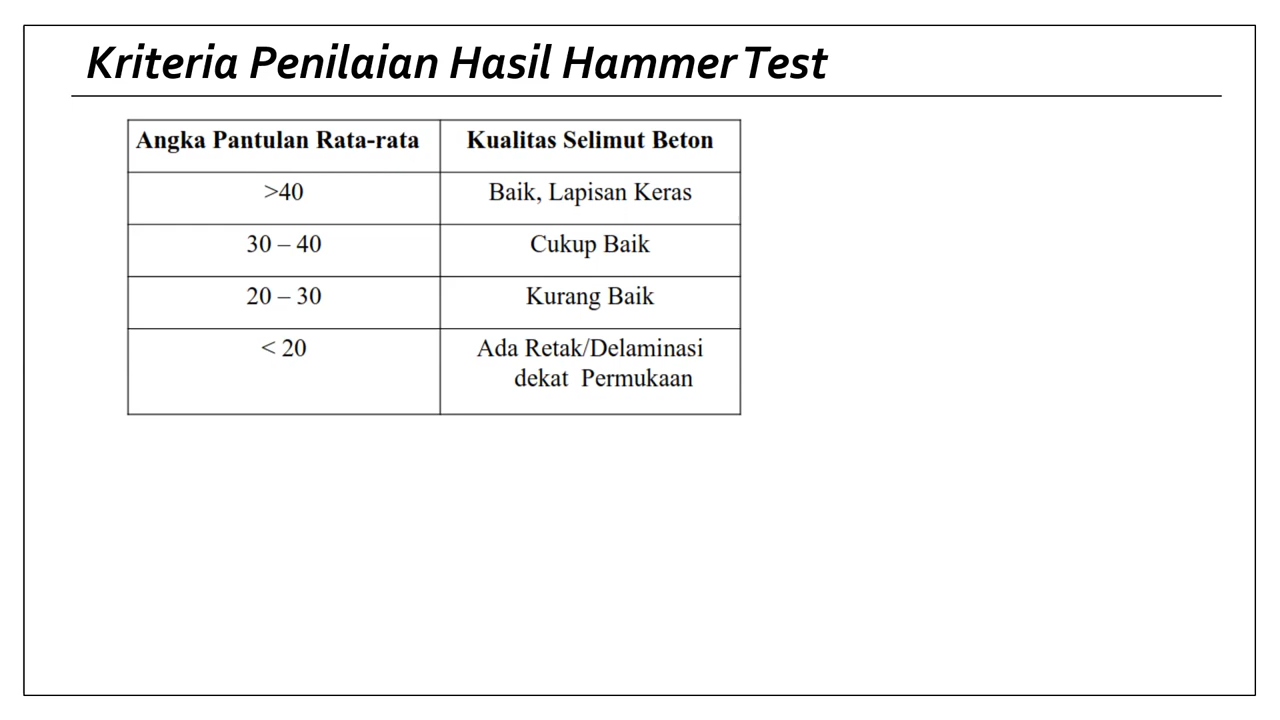 Kriteria Penilaian Hasil Hammer Test
Angka Pantulan Rata-rata Kualitas Selimut Beton
>40 Baik, Lapisan Keras
30 – 40 Cukup Baik
20 – 30 Kurang Baik
< 20 Ada Retak/Delaminasi
dekat Permukaan